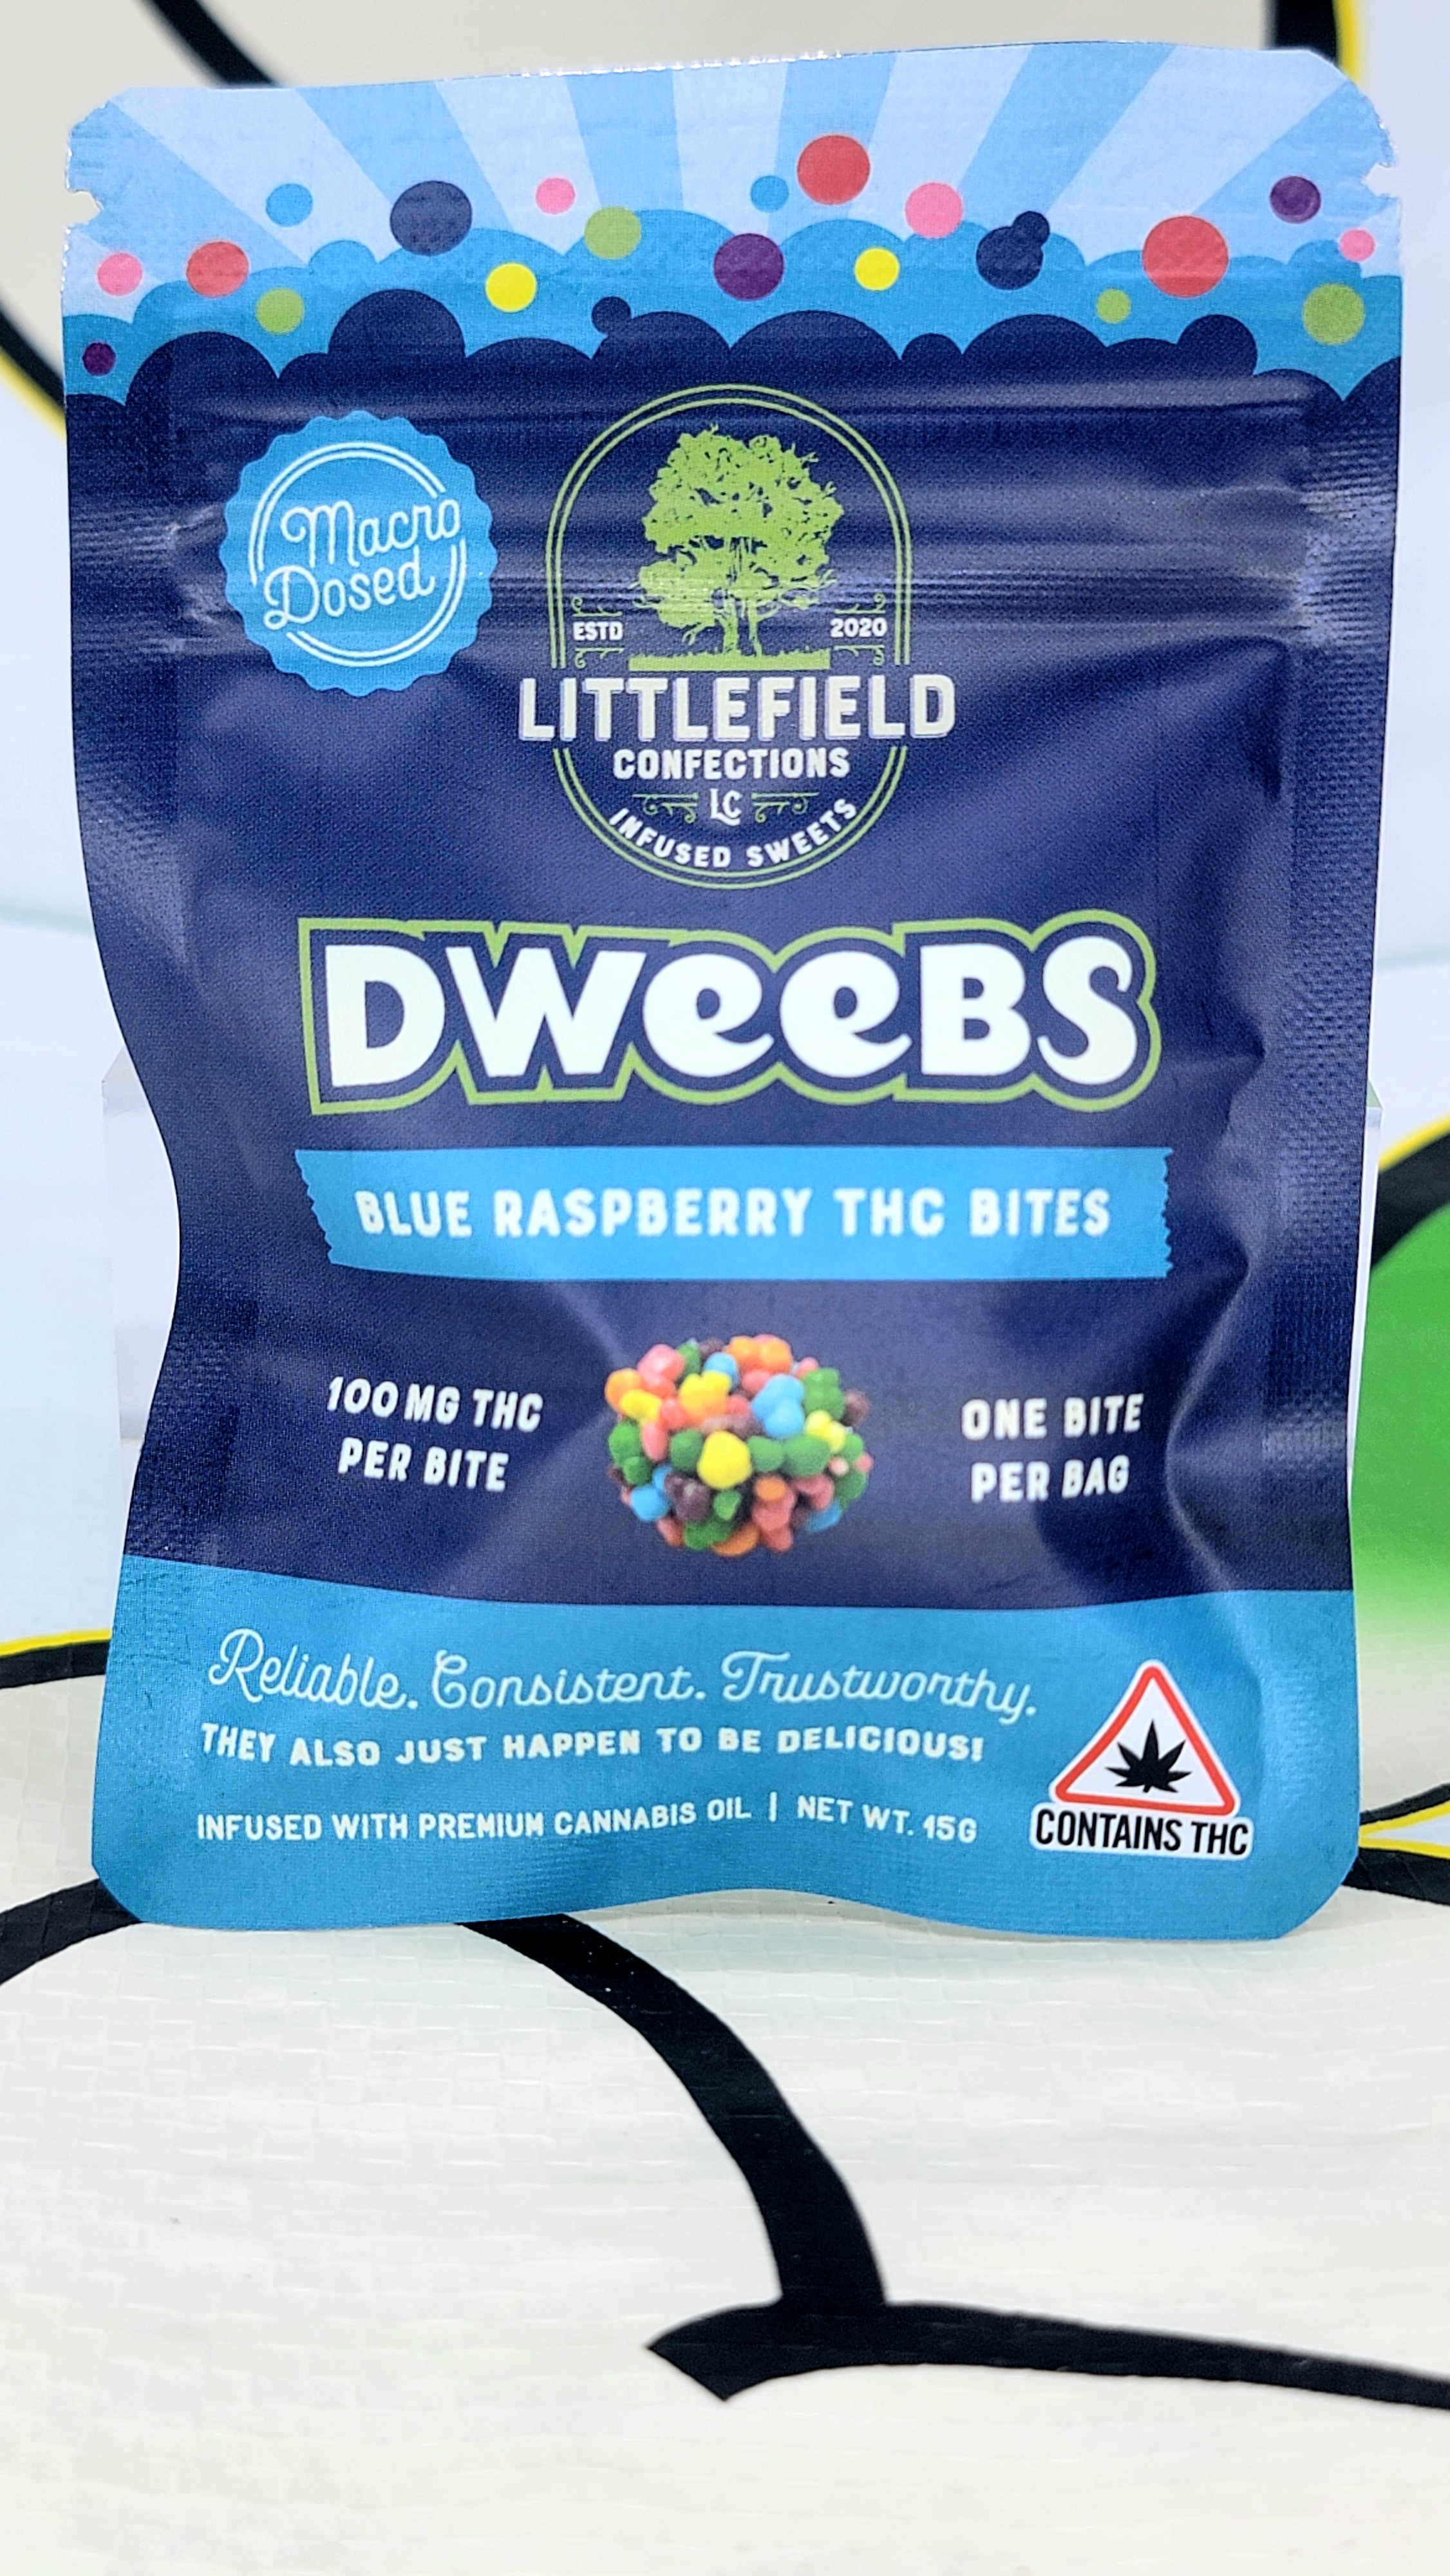 Macro
Dosed
ESTD 2020
LITTLEFIELD
CONFECTIONS
LC
INFUSED SWEETS
DWeeBS
BLUE RASPBERRY THC BITES
100 MG THC
PER BITE
ONE BITE
PER BAG
Reliable. Consistent. Trustworthy.
THEY ALSO JUST HAPPEN TO BE DELICIOUS!
INFUSED WITH PREMIUM CANNABIS OIL | NET WT. 15G
CONTAINS THC